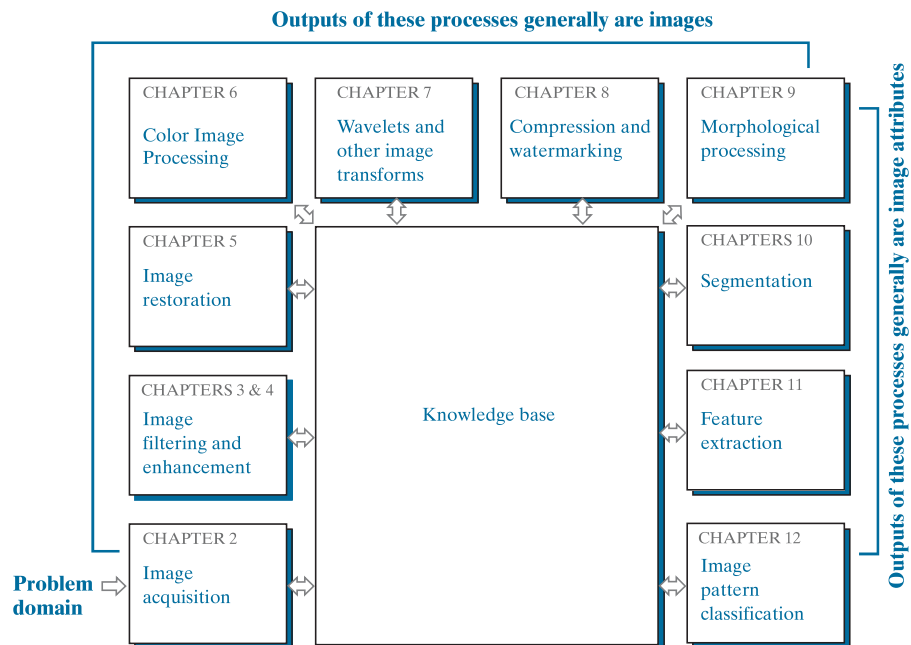 Outputs of these processes generally are images
CHAPTER 6
Color Image
Processing
CHAPTER 7
Wavelets and
other image
transforms
CHAPTER 8
Compression and
watermarking
CHAPTER 9
Morphological
processing
Outputs of these processes generally are image attributes
CHAPTER 5
Image
restoration
CHAPTERS 10
Segmentation
CHAPTERS 3 & 4
Image
filtering and
enhancement
Knowledge base
CHAPTER 11
Feature
extraction
CHAPTER 2
Image
acquisition
CHAPTER 12
Image
pattern
classification
Problem
domain